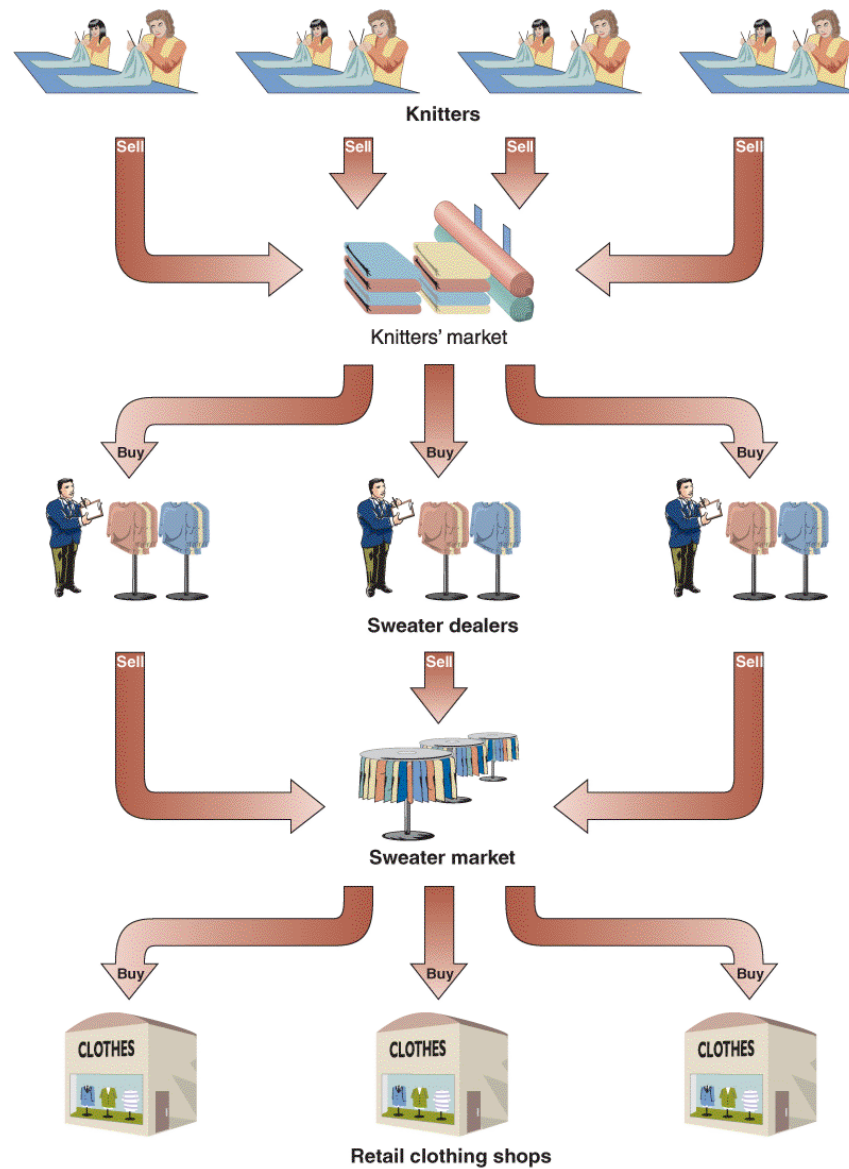 Knitters
Sell Sell Sell Sell
Knitters’ market
Buy Buy Buy
Sweater dealers
Sell Sell Sell
Sweater market
Buy Buy Buy
CLOTHES CLOTHES CLOTHES
Retail clothing shops